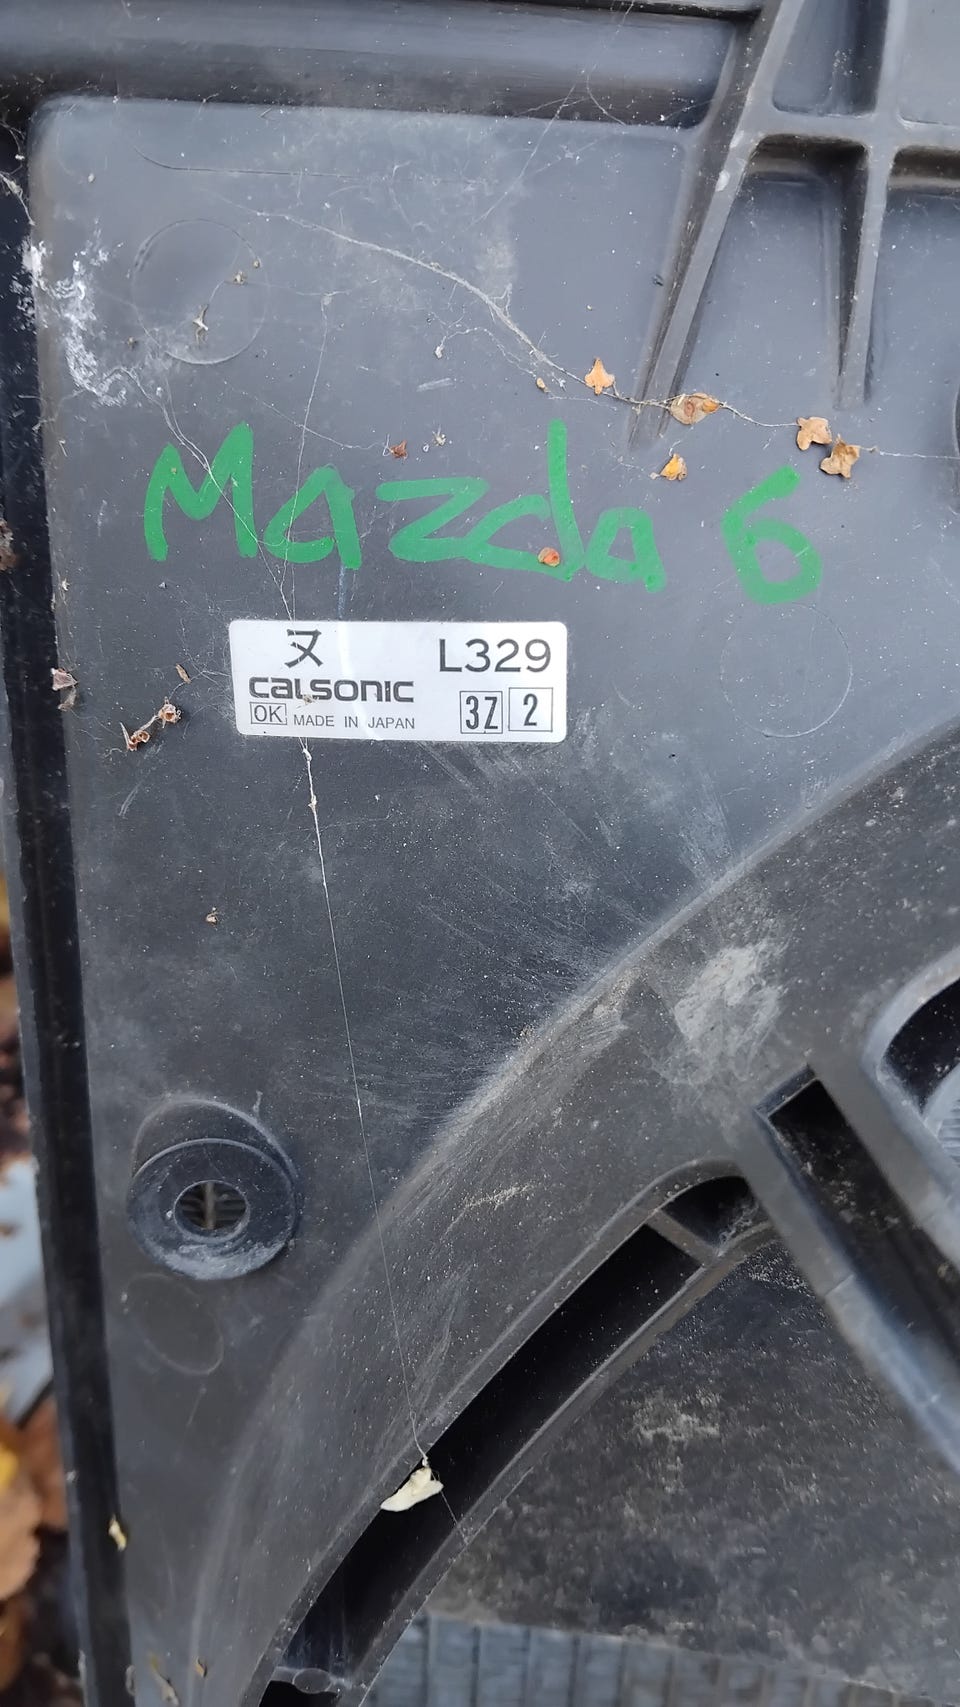 Mazda 6
ヌ L329
CALSONIC
OK MADE IN JAPAN 3Z 2